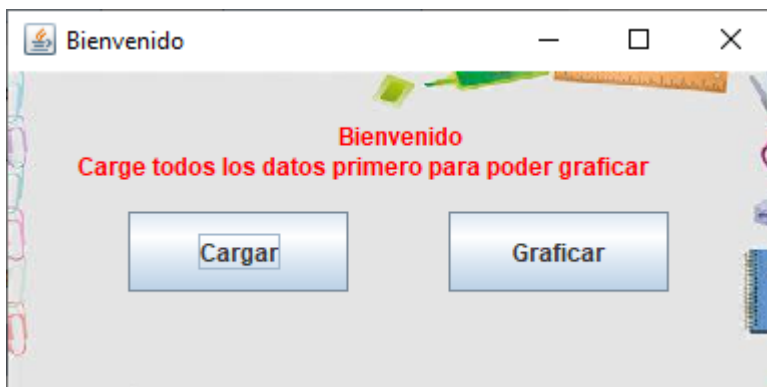 Bienvenido
Bienvenido
Carge todos los datos primero para poder graficar
Cargar Graficar